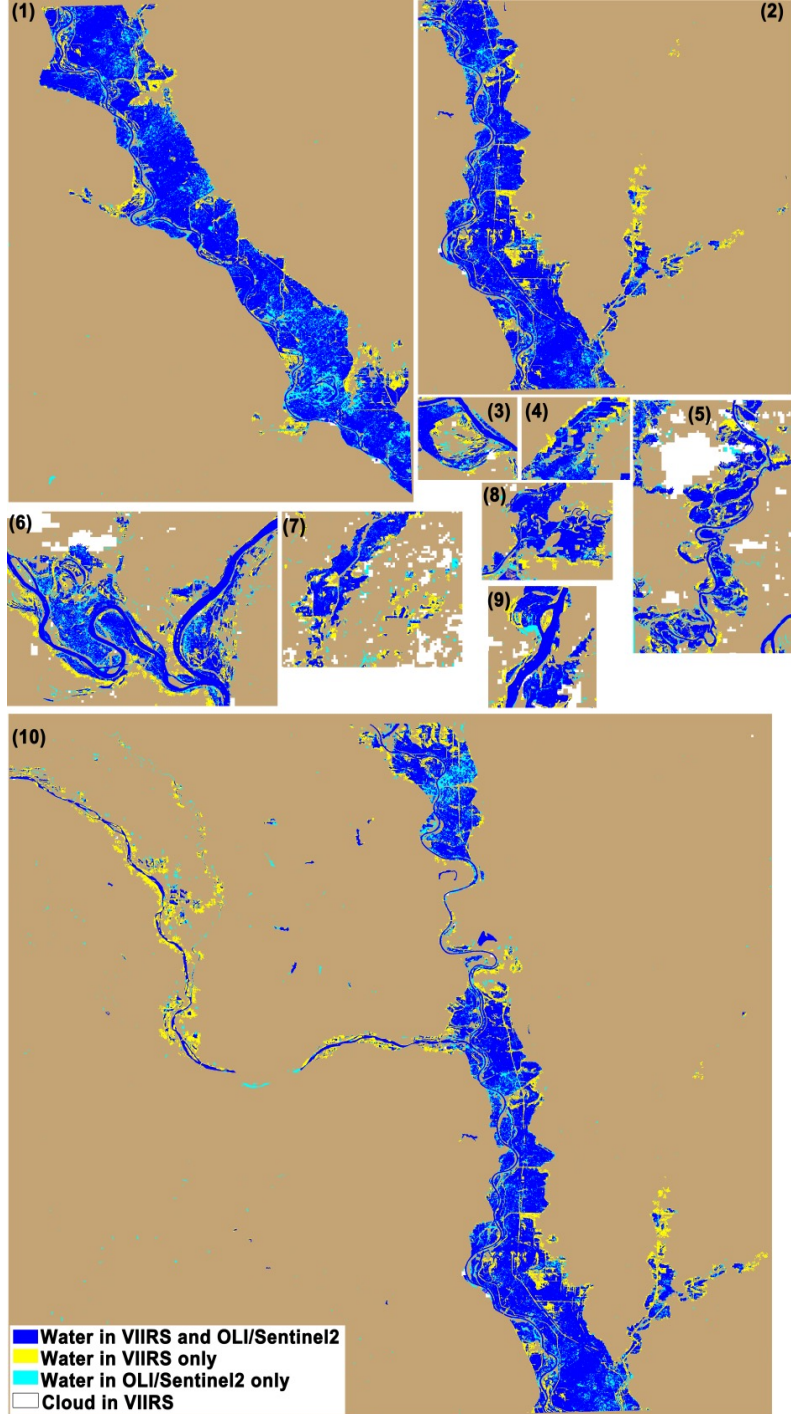 (1)
(2)
(3)
(4)
(5)
(6)
(7)
(8)
(9)
(10)
Water in VIIRS and OLI/Sentinel2
Water in VIIRS only
Water in OLI/Sentinel2 only
Cloud in VIIRS